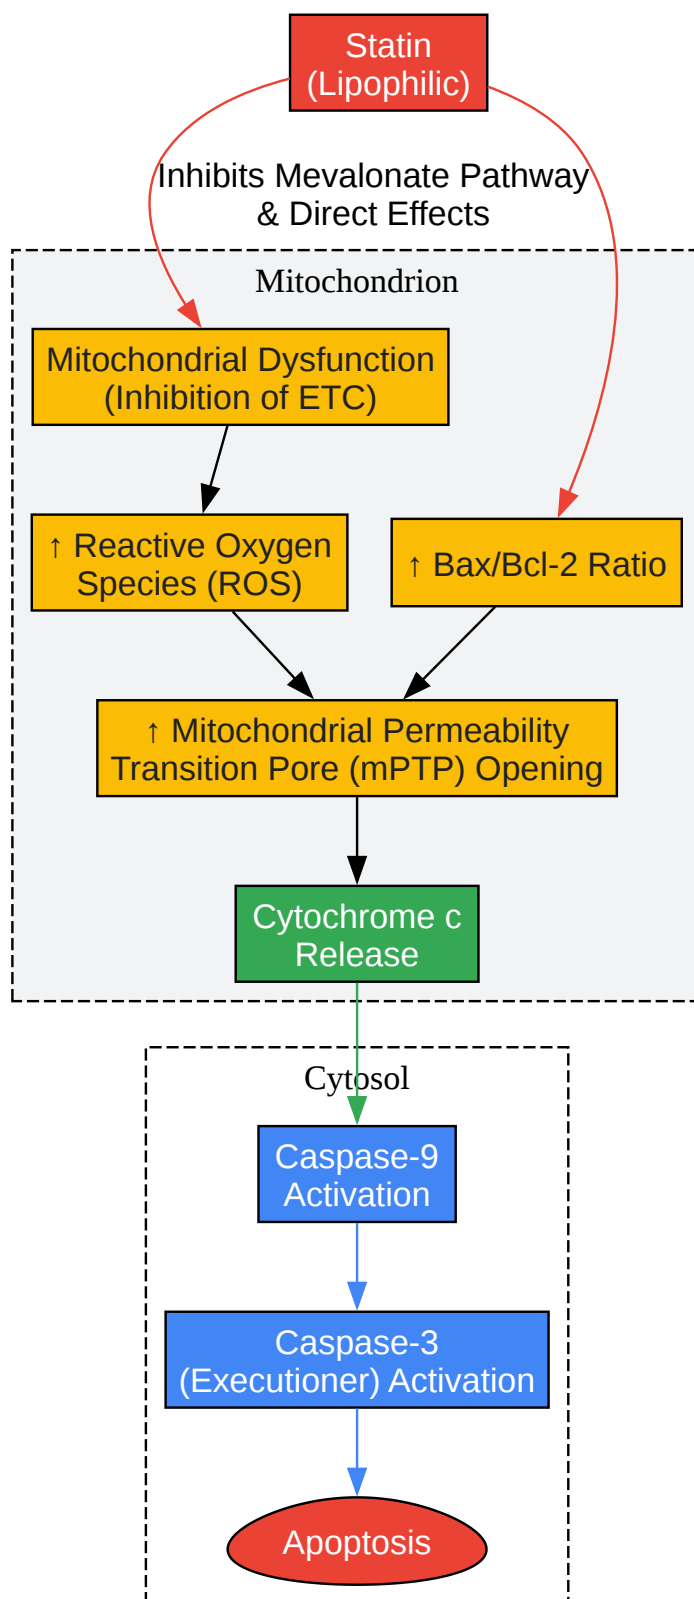 Statin
(Lipophilic)
Inhibits Mevalonate Pathway
& Direct Effects
Mitochondrion
Mitochondrial Dysfunction
(Inhibition of ETC)
↑ Reactive Oxygen
Species (ROS)
↑ Bax/Bcl-2 Ratio
↑ Mitochondrial Permeability
Transition Pore (mPTP) Opening
Cytochrome c
Release
Cytosol
Caspase-9
Activation
Caspase-3
(Executioner) Activation
Apoptosis